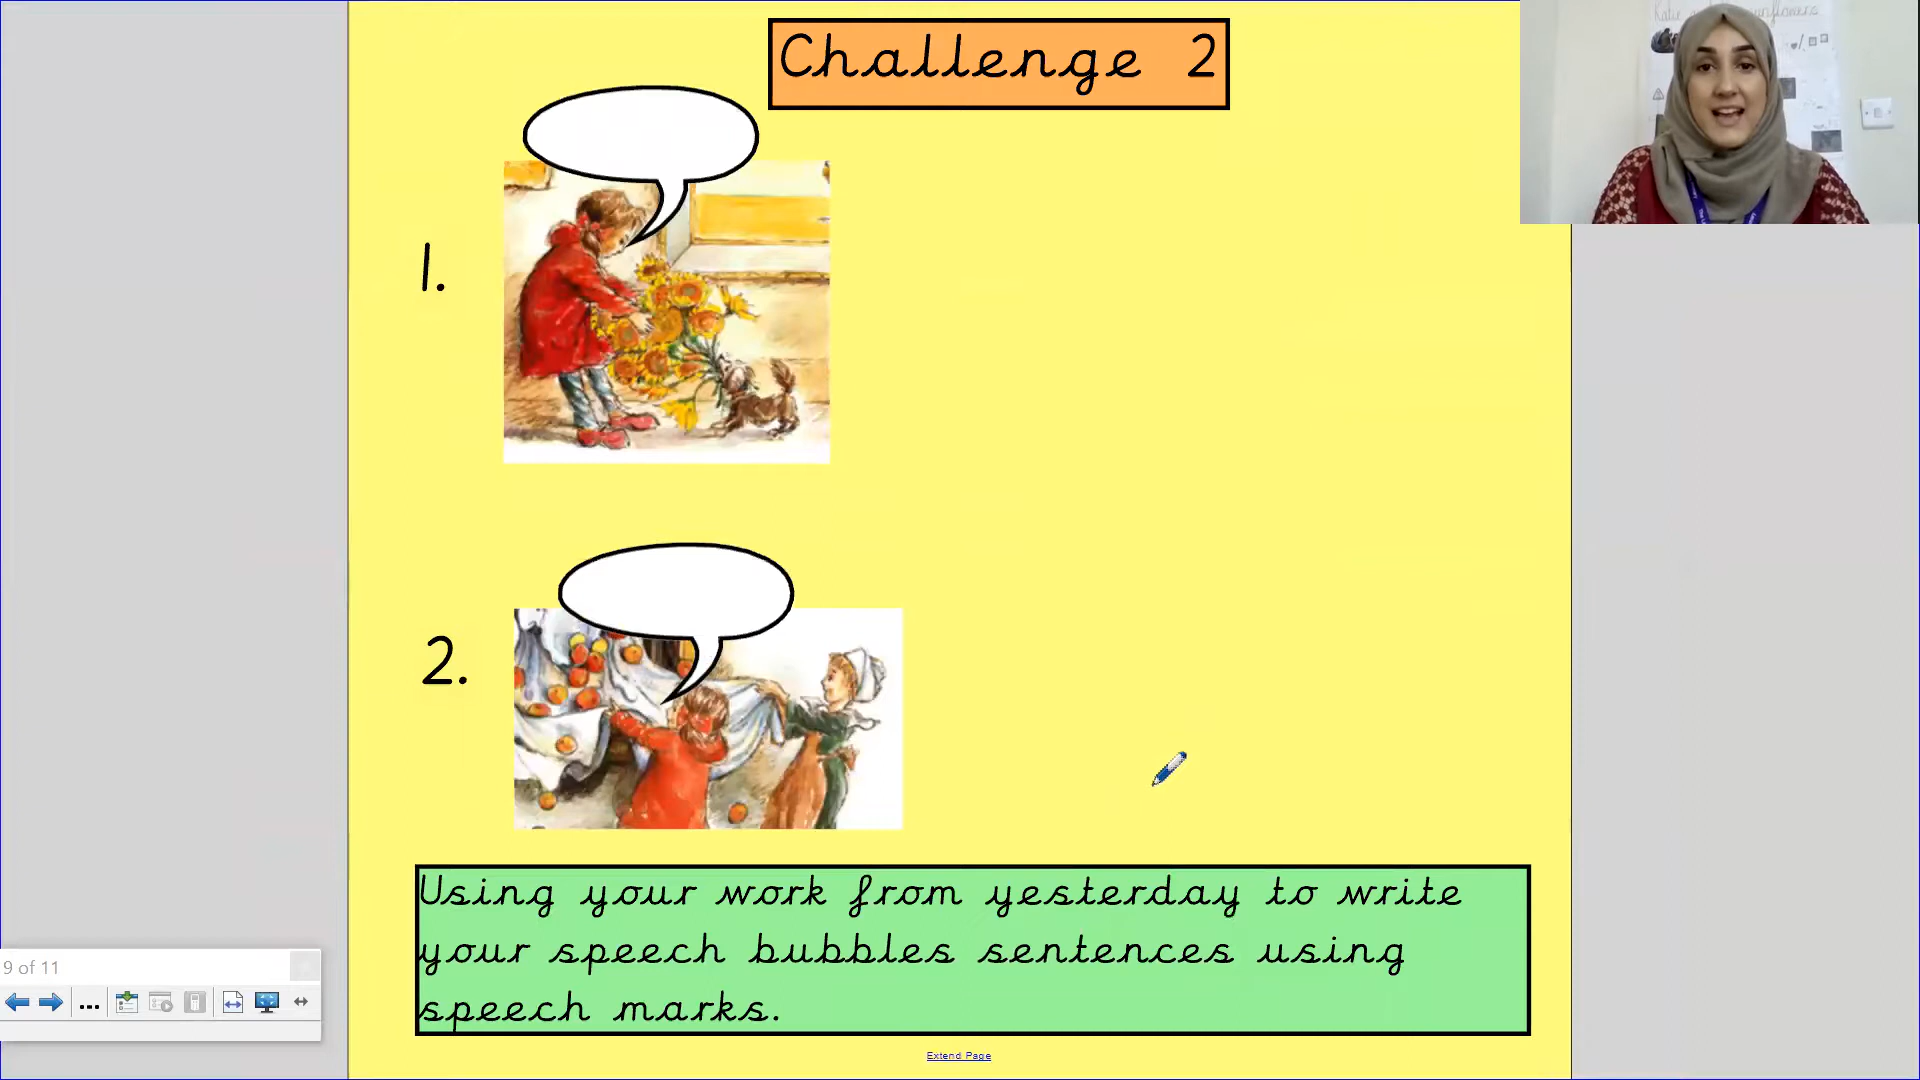 Challenge 2
1.
2.
Using your work from yesterday to write
your speech bubbles sentences using
speech marks.
9 of 11
...
Extend Page